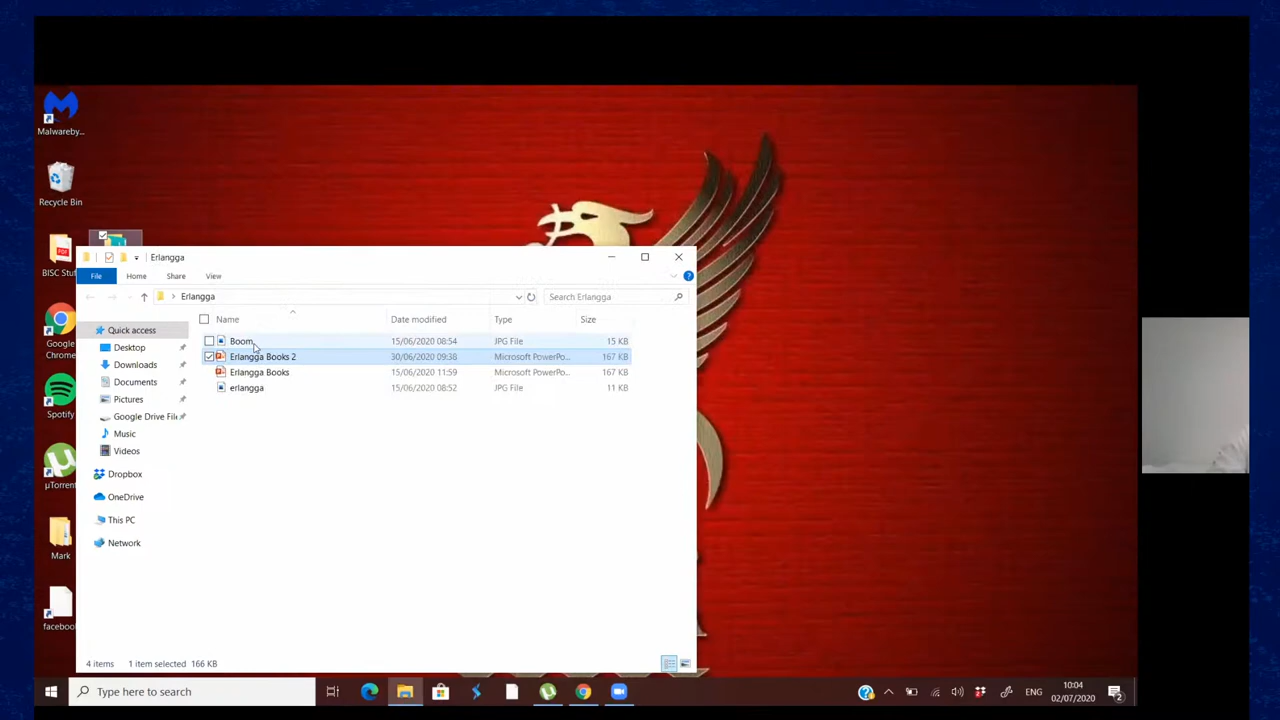 Malwareby...
Recycle Bin
BISC Stuf
Google
Chrome
Spotify
µTorrent
Mark
facebook
Erlangga
File
Home
Share
View
Erlangga
Search Erlangga
Name
Date modified
Type
Size
Quick access
Desktop
Downloads
Documents
Pictures
Google Drive File
Music
Videos
Dropbox
OneDrive
This PC
Network
Boom 15/06/2020 08:54 JPG File 15 KB
Erlangga Books 2 30/06/2020 09:38 Microsoft PowerPo... 167 KB
Erlangga Books 15/06/2020 11:59 Microsoft PowerPo... 167 KB
erlangga 15/06/2020 08:52 JPG File 11 KB
4 items 1 item selected 166 KB
Type here to search
ENG
10:04
02/07/2020
2